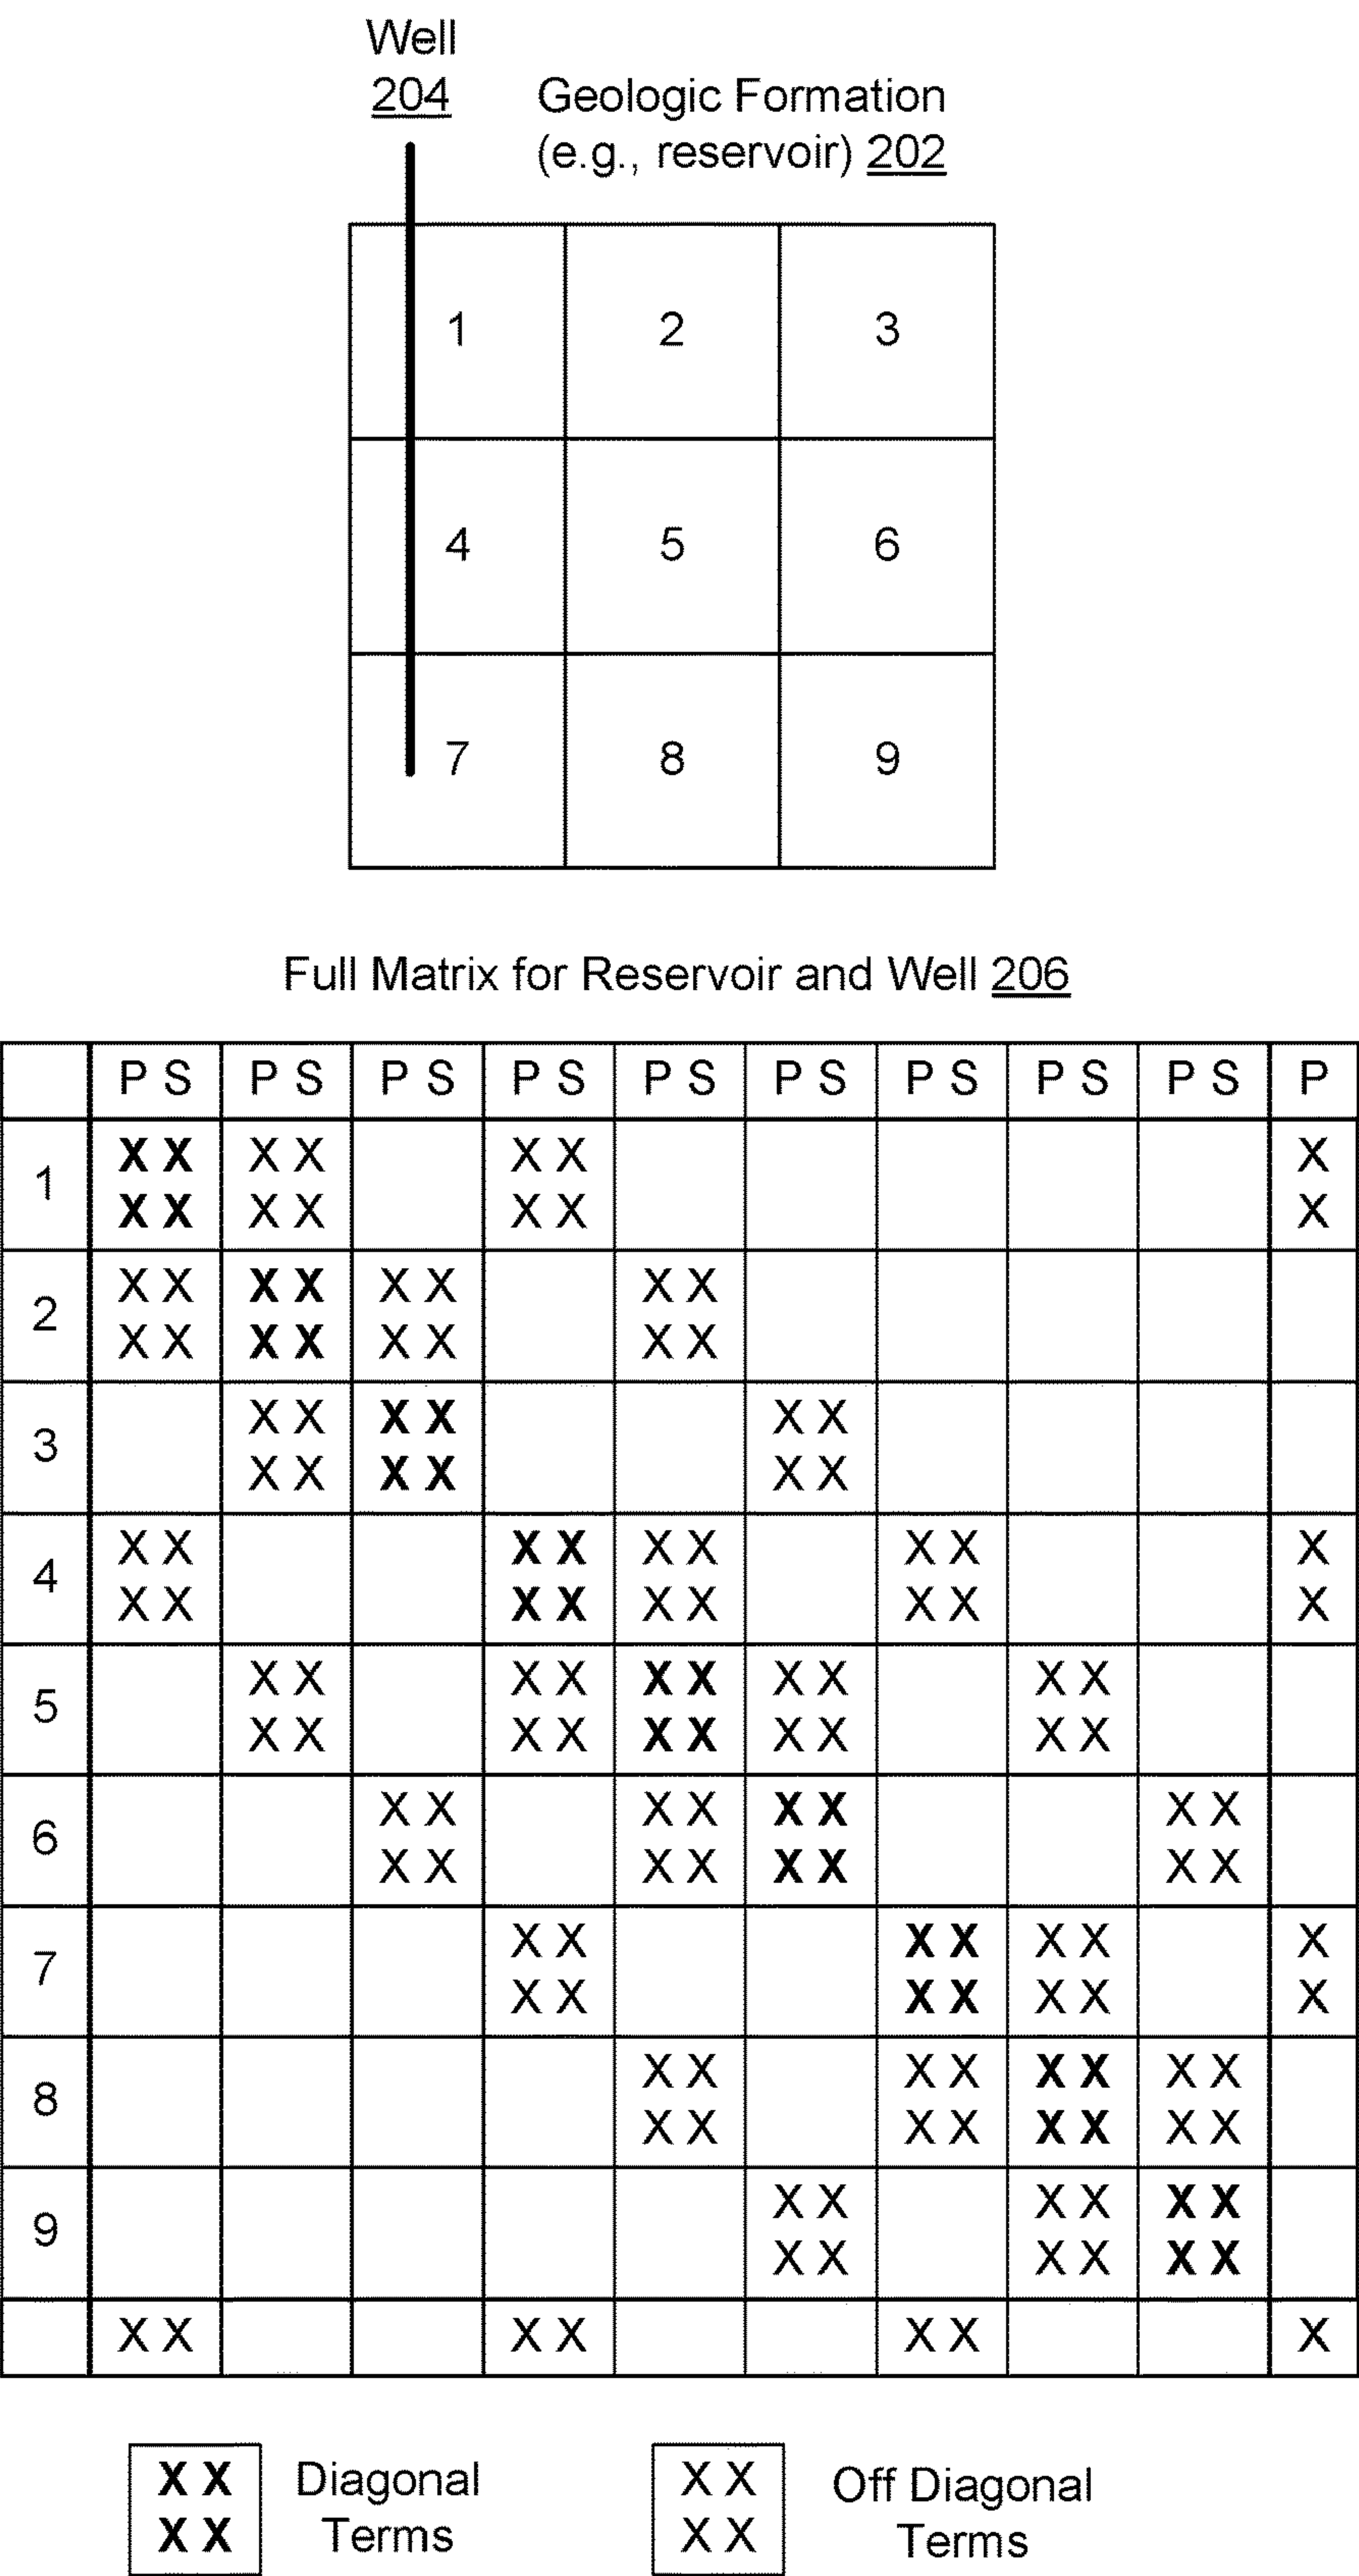 Well
204
Geologic Formation
(e.g., reservoir) 202
1 2 3
4 5 6
7 8 9
Full Matrix for Reservoir and Well 206
P S P S P S P S P S P S P S P S P S P
X X X X X X X
1
X X X X X X X
X X X X X X X X
2
X X X X X X X X
X X X X X X
3
X X X X X X
X X X X X X X X X
4
X X X X X X X X X
X X X X X X X X X X
5
X X X X X X X X X X
X X X X X X X X
6
X X X X X X X X
X X X X X X X
7
X X X X X X X
X X X X X X X X
8
X X X X X X X X
X X X X X X
9
X X X X X X
X X X X X X X
X X Diagonal
X X Terms
X X Off Diagonal
X X Terms